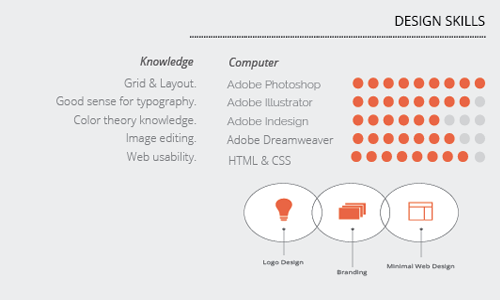 DESIGN SKILLS
Knowledge
Grid & Layout.
Good sense for typography.
Color theory knowledge.
Image editing.
Web usability.
Computer
Adobe Photoshop
Adobe Illustrator
Adobe Indesign
Adobe Dreamweaver
HTML & CSS
Logo Design
Branding
Minimal Web Design